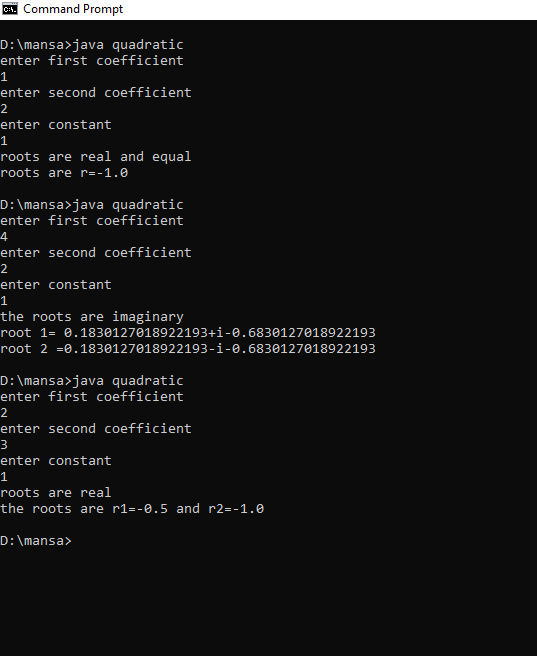 Command Prompt
D:\mansa>java quadratic
enter first coefficient
1
enter second coefficient
2
enter constant
1
roots are real and equal
roots are r=-1.0
D:\mansa>java quadratic
enter first coefficient
4
enter second coefficient
2
enter constant
1
the roots are imaginary
root 1= 0.1830127018922193+i-0.6830127018922193
root 2 =0.1830127018922193-i-0.6830127018922193
D:\mansa>java quadratic
enter first coefficient
2
enter second coefficient
3
enter constant
1
roots are real
the roots are r1=-0.5 and r2=-1.0
D:\mansa>